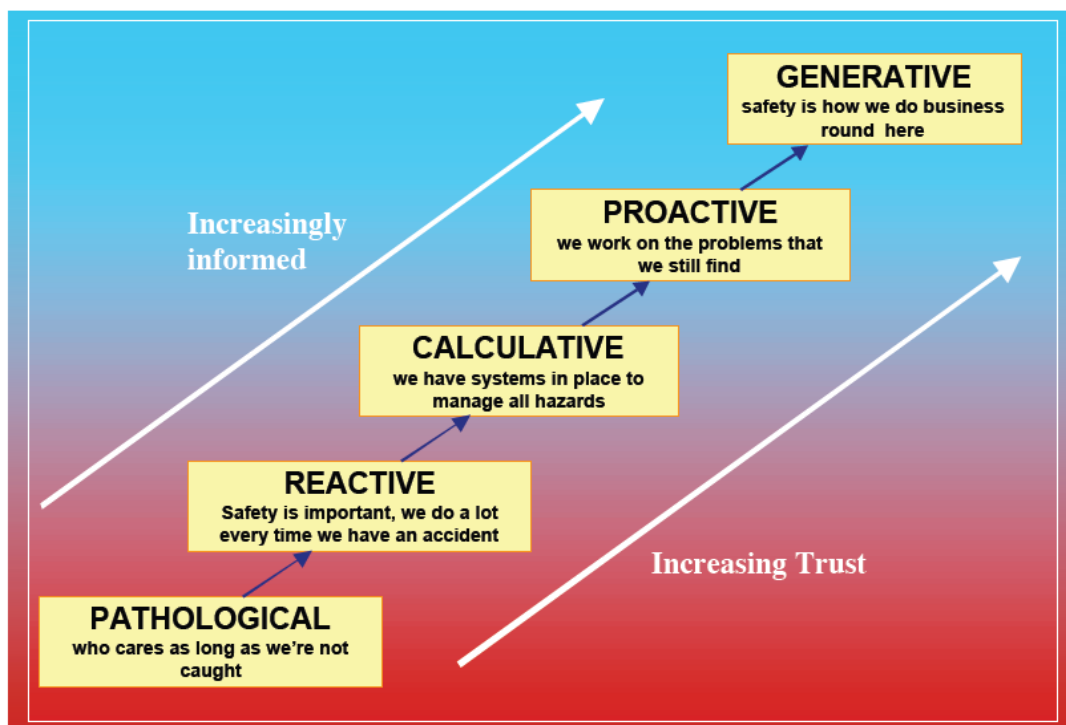 GENERATIVE
safety is how we do business
round here
PROACTIVE
we work on the problems that
we still find
Increasingly
informed
CALCULATIVE
we have systems in place to
manage all hazards
REACTIVE
Safety is important, we do a lot
every time we have an accident
Increasing Trust
PATHOLOGICAL
who cares as long as we're not
caught